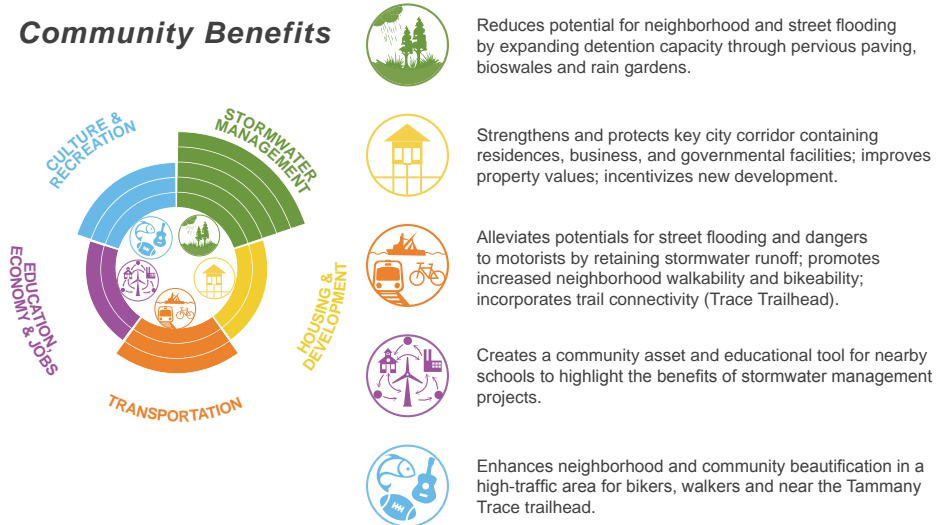 Community Benefits
CULTURE &
RECREATION
STORMWATER
MANAGEMENT
EDUCATION,
ECONOMY & JOBS
HOUSING &
DEVELOPMENT
TRANSPORTATION
Reduces potential for neighborhood and street flooding
by expanding detention capacity through pervious paving,
bioswales and rain gardens.
Strengthens and protects key city corridor containing
residences, business, and governmental facilities; improves
property values; incentivizes new development.
Alleviates potentials for street flooding and dangers
to motorists by retaining stormwater runoff; promotes
increased neighborhood walkability and bikeability;
incorporates trail connectivity (Trace Trailhead).
Creates a community asset and educational tool for nearby
schools to highlight the benefits of stormwater management
projects.
Enhances neighborhood and community beautification in a
high-traffic area for bikers, walkers and near the Tammany
Trace trailhead.